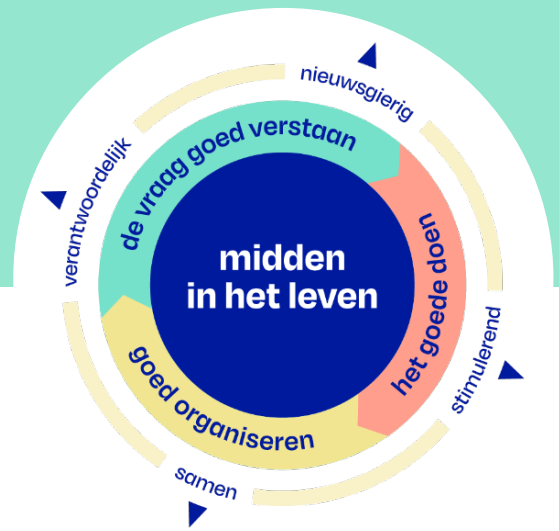 nieuwsgierig
de vraag goed verstaan
verantwoordelijk
midden
in het leven
het goede doen
stimulerend
goed organiseren
samen